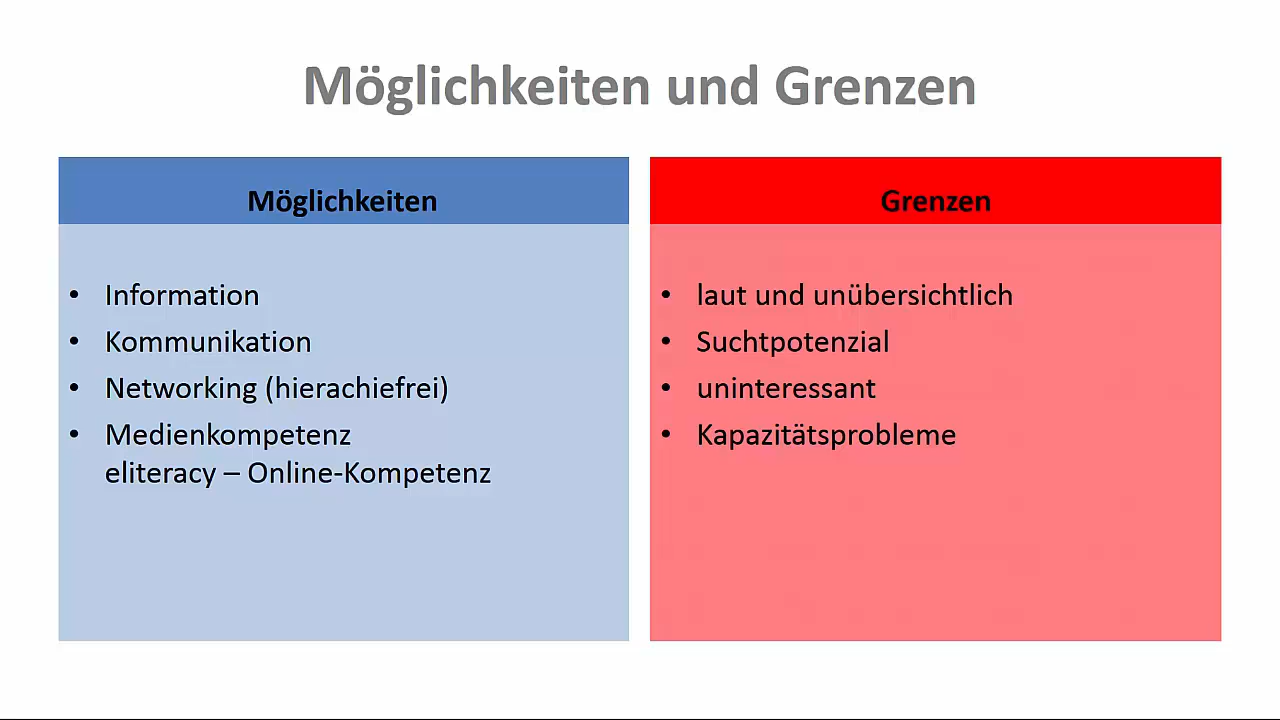 Möglichkeiten und Grenzen
Möglichkeiten
• Information
• Kommunikation
• Networking (hierachiefrei)
• Medienkompetenz
eliteracy – Online-Kompetenz
Grenzen
• laut und unübersichtlich
• Suchtpotenzial
• uninteressant
• Kapazitätsprobleme